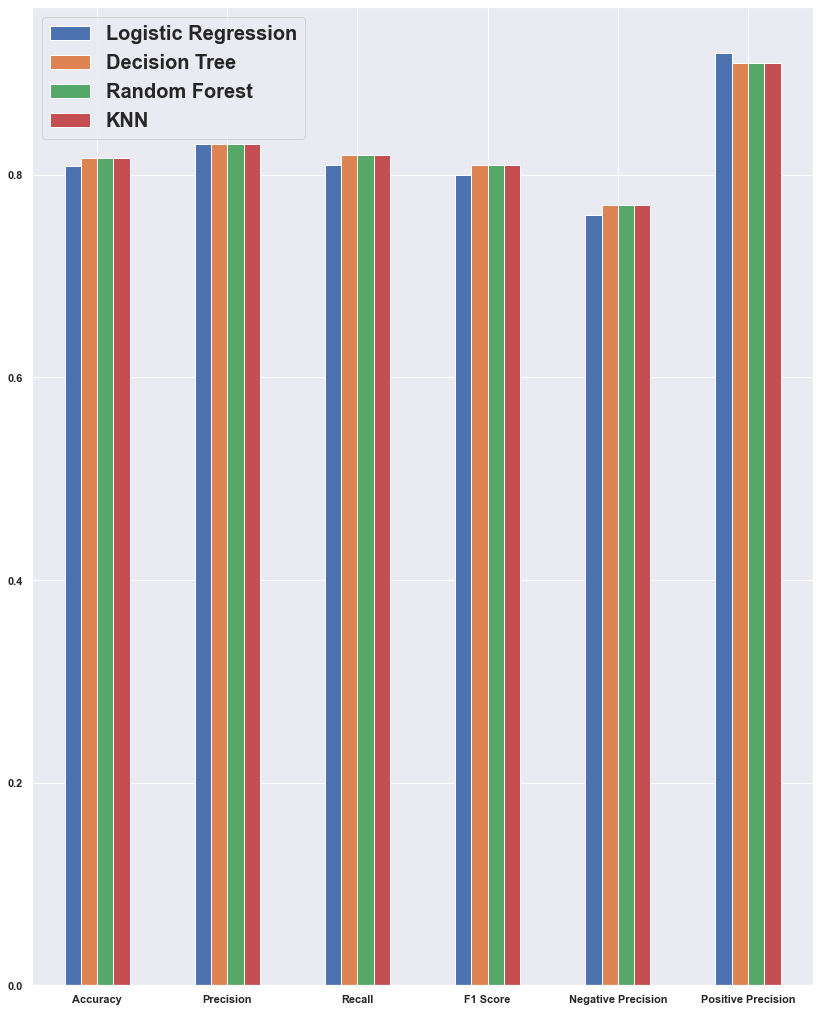 Logistic Regression
Decision Tree
Random Forest
KNN
0.8
0.6
0.4
0.2
0.0
Accuracy Precision Recall F1 Score Negative Precision Positive Precision